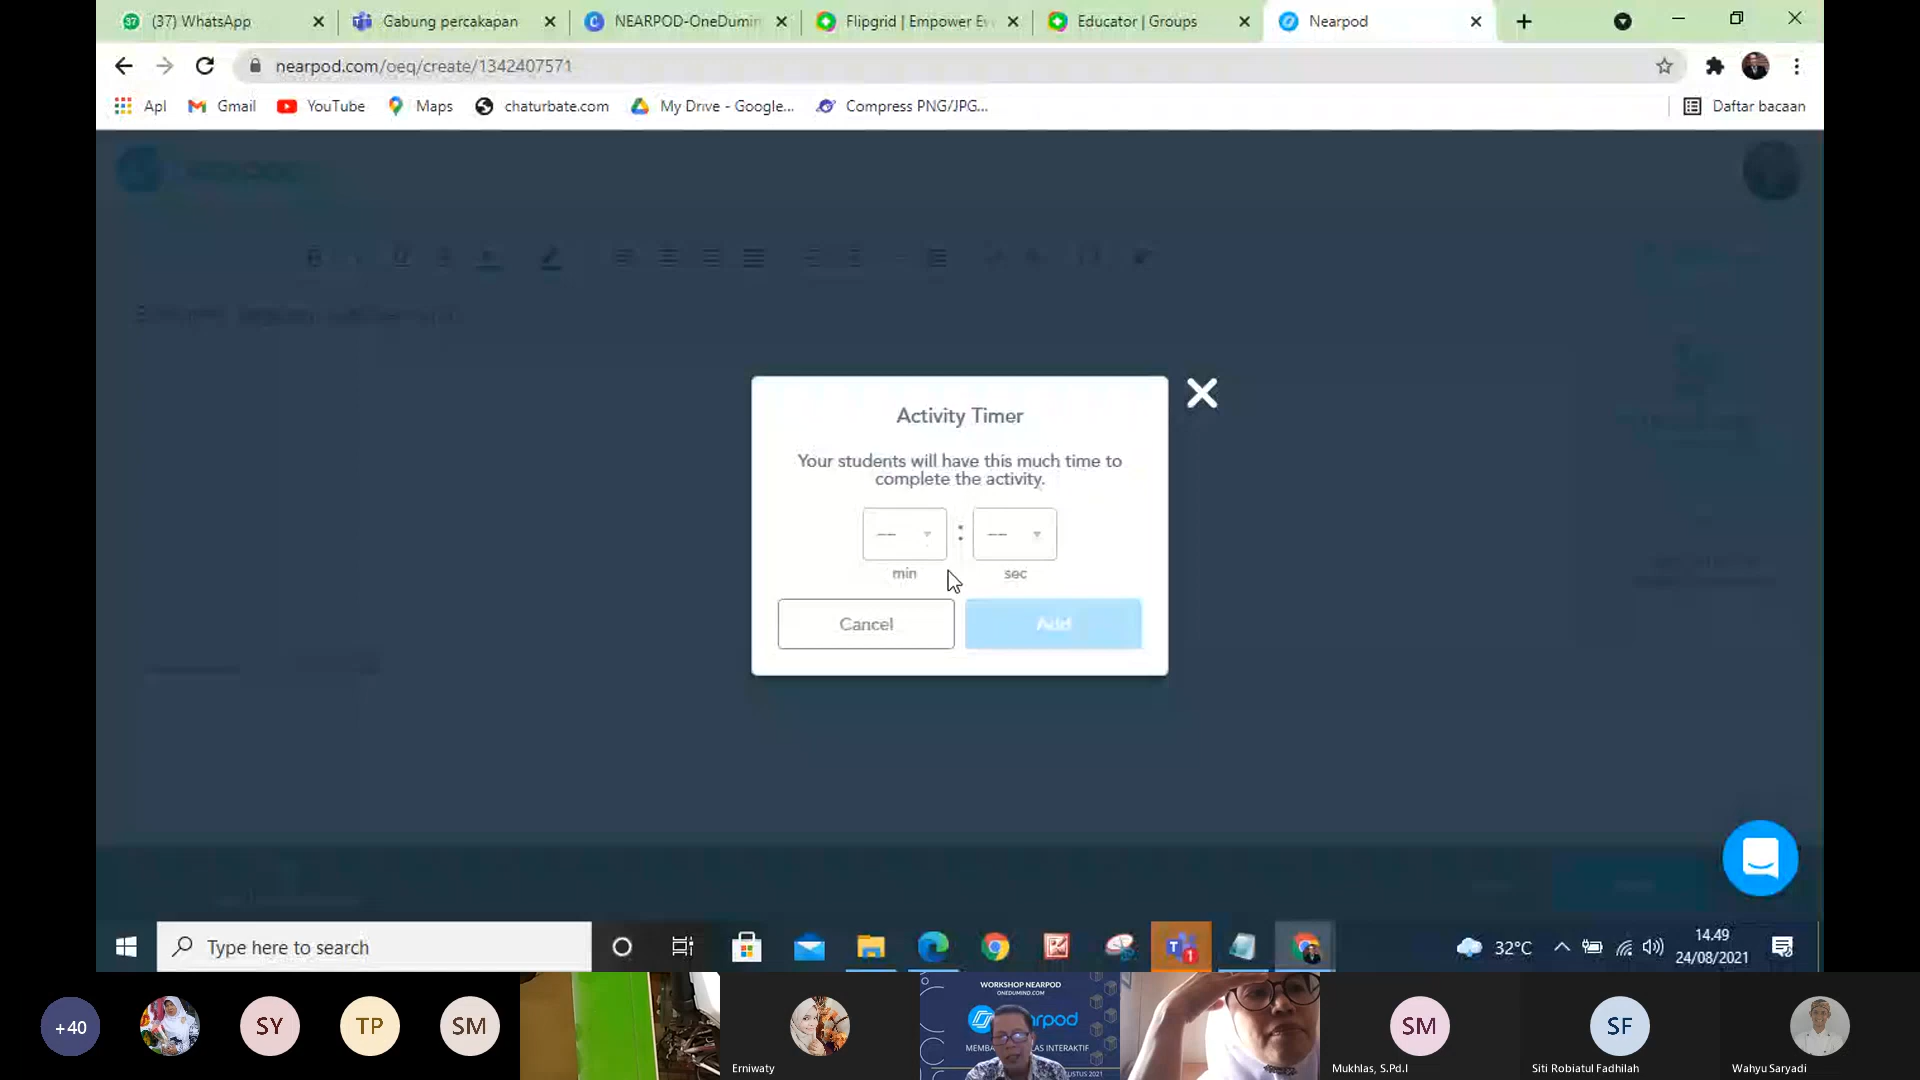 (37) WhatsApp
Gabung percakapan
NEARPOD-OneDumin
Flipgrid | Empower Ev
Educator | Groups
Nearpod
nearpod.com/oeq/create/1342407571
Apl
Gmail
YouTube
Maps
chaturbate.com
My Drive - Google...
Compress PNG/JPG...
Daftar bacaan
Activity Timer
Your students will have this much time to
complete the activity.
-- : --
min
sec
Cancel
Add
Type here to search
32°C
14.49
24/08/2021
+40
SY
TP
SM
Erniwaty
WORKSHOP NEARPOD
ONEDUMIND.COM
SM
Mukhlas, S.Pd.I
SF
Siti Robiatul Fadhilah
Wahyu Saryadi